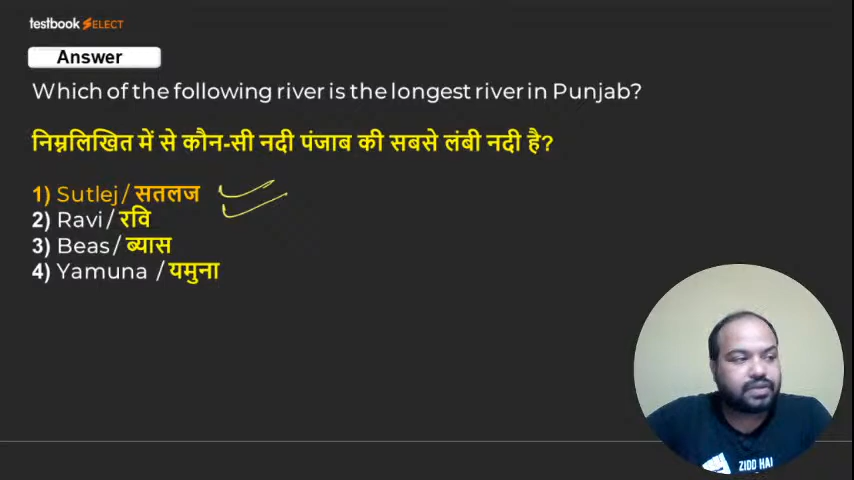 testbook SELECT
Answer
Which of the following river is the longest river in Punjab?
निम्नलिखित में से कौन-सी नदी पंजाब की सबसे लंबी नदी है?
1) Sutlej / सतलज
2) Ravi / रवि
3) Beas / ब्यास
4) Yamuna / यमुना
ZIDD HAI